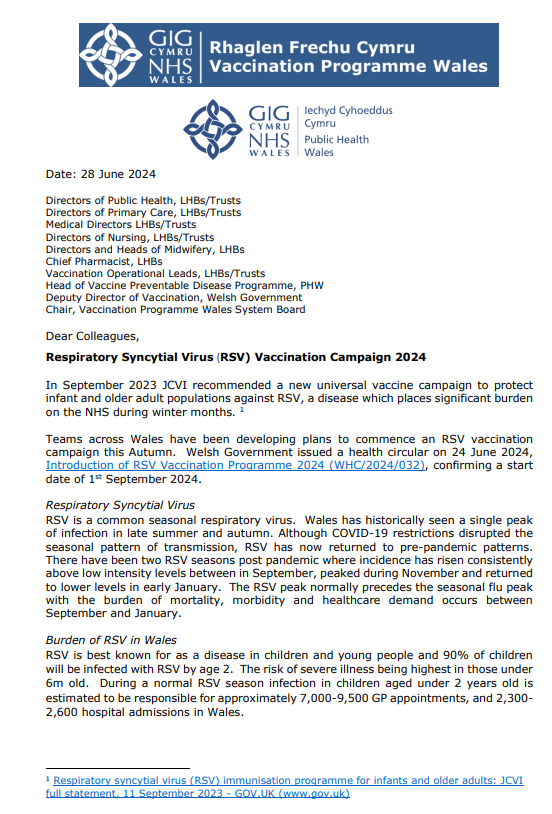 GIG
CYMRU
NHS
WALES
Rhaglen Frechu Cymru
Vaccination Programme Wales
GIG
CYMRU
NHS
WALES
Iechyd Cyhoeddus
Cymru
Public Health
Wales
Date: 28 June 2024
Directors of Public Health, LHBs/Trusts
Directors of Primary Care, LHBs/Trusts
Medical Directors LHBs/Trusts
Directors of Nursing, LHBs/Trusts
Directors and Heads of Midwifery, LHBs
Chief Pharmacist, LHBs
Vaccination Operational Leads, LHBs/Trusts
Head of Vaccine Preventable Disease Programme, PHW
Deputy Director of Vaccination, Welsh Government
Chair, Vaccination Programme Wales System Board
Dear Colleagues,
Respiratory Syncytial Virus (RSV) Vaccination Campaign 2024
In September 2023 JCVI recommended a new universal vaccine campaign to protect
infant and older adult populations against RSV, a disease which places significant burden
on the NHS during winter months. 1
Teams across Wales have been developing plans to commence an RSV vaccination
campaign this Autumn. Welsh Government issued a health circular on 24 June 2024,
Introduction of RSV Vaccination Programme 2024 (WHC/2024/032), confirming a start
date of 1st September 2024.
Respiratory Syncytial Virus
RSV is a common seasonal respiratory virus. Wales has historically seen a single peak
of infection in late summer and autumn. Although COVID-19 restrictions disrupted the
seasonal pattern of transmission, RSV has now returned to pre-pandemic patterns.
There have been two RSV seasons post pandemic where incidence has risen consistently
above low intensity levels between in September, peaked during November and returned
to lower levels in early January. The RSV peak normally precedes the seasonal flu peak
with the burden of mortality, morbidity and healthcare demand occurs between
September and January.
Burden of RSV in Wales
RSV is best known for as a disease in children and young people and 90% of children
will be infected with RSV by age 2. The risk of severe illness being highest in those under
6m old. During a normal RSV season infection in children aged under 2 years old is
estimated to be responsible for approximately 7,000-9,500 GP appointments, and 2,300-
2,600 hospital admissions in Wales.
1 Respiratory syncytial virus (RSV) immunisation programme for infants and older adults: JCVI
full statement, 11 September 2023 - GOV.UK (www.gov.uk)